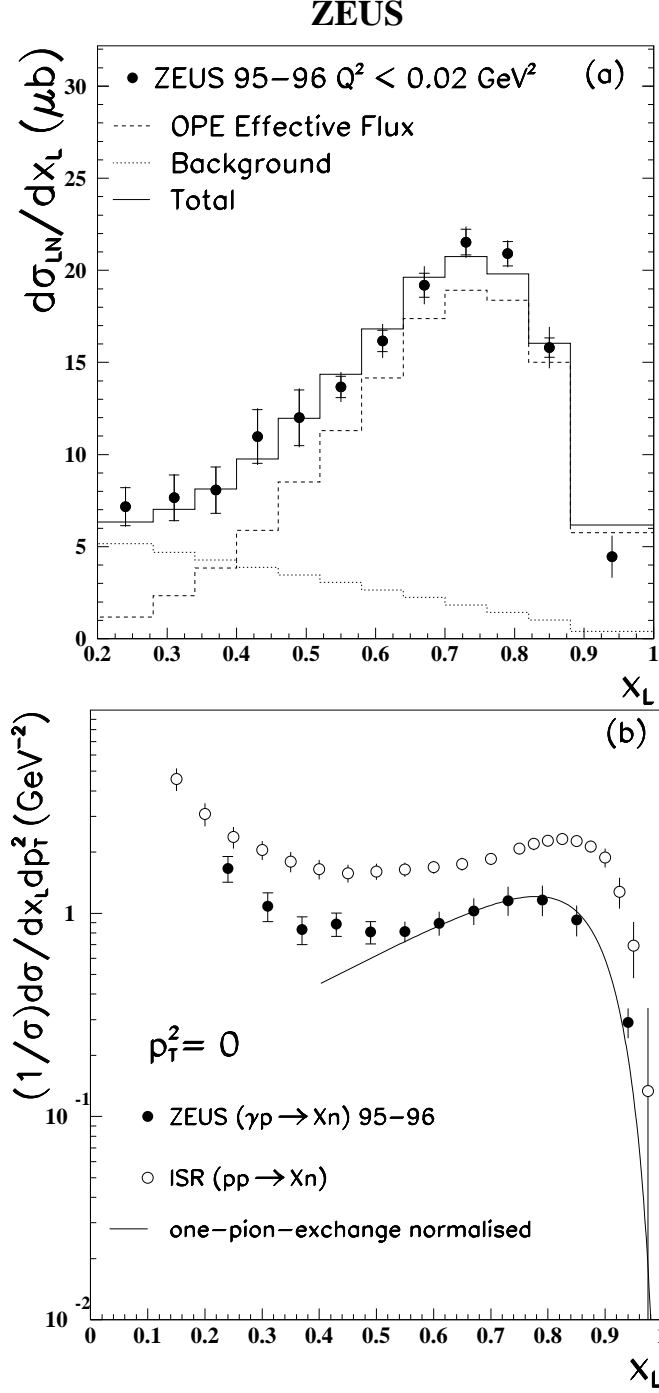 ZEUS
dσ_LN/dx_L (μb)
ZEUS 95−96 Q² < 0.02 GeV²
(a)
OPE Effective Flux
Background
Total
30
25
20
15
10
5
0
0.2 0.3 0.4 0.5 0.6 0.7 0.8 0.9 1
x_L
(1/σ)dσ/dx_L dp_T² (GeV⁻²)
(b)
1
p_T² = 0
10⁻¹
ZEUS (γp → Xn) 95−96
ISR (pp → Xn)
one−pion−exchange normalised
10⁻²
0 0.1 0.2 0.3 0.4 0.5 0.6 0.7 0.8 0.9 1
x_L